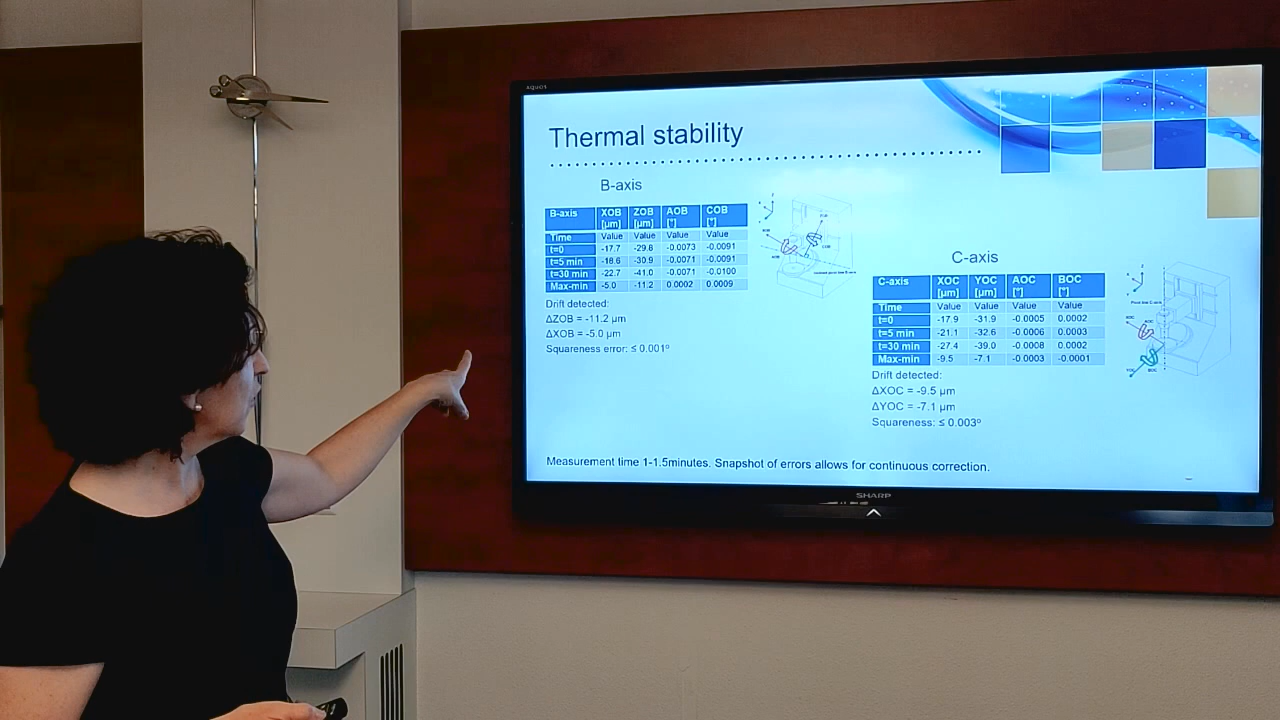 AQUOS
Thermal stability
B-axis
B-axis XOB [µm] ZOB [µm] AOB [°] COB [°]
Time Value Value Value Value
t=0 -17.7 -29.8 -0.0073 -0.0091
t=5 min -18.6 -30.9 -0.0071 -0.0091
t=30 min -22.7 -41.0 -0.0071 -0.0100
Max-min -5.0 -11.2 0.0002 0.0009
Drift detected:
ΔZOB = -11.2 µm
ΔXOB = -5.0 µm
Squareness error: ≤ 0.001º
C-axis
C-axis XOC [µm] YOC [µm] AOC [°] BOC [°]
Time Value Value Value Value
t=0 -17.9 -31.9 -0.0005 0.0002
t=5 min -21.1 -32.6 -0.0006 0.0003
t=30 min -27.4 -39.0 -0.0008 0.0002
Max-min -9.5 -7.1 -0.0003 -0.0001
Drift detected:
ΔXOC = -9.5 µm
ΔYOC = -7.1 µm
Squareness: ≤ 0.003º
Measurement time 1-1.5minutes. Snapshot of errors allows for continuous correction.
SHARP